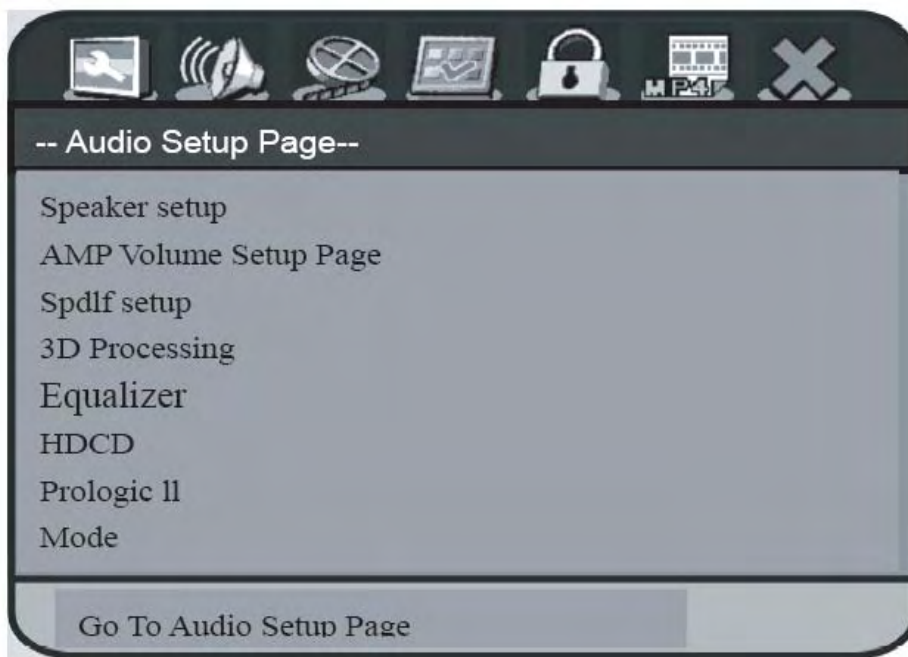 MP4
-- Audio Setup Page--
Speaker setup
AMP Volume Setup Page
Spdlf setup
3D Processing
Equalizer
HDCD
Prologic ll
Mode
Go To Audio Setup Page